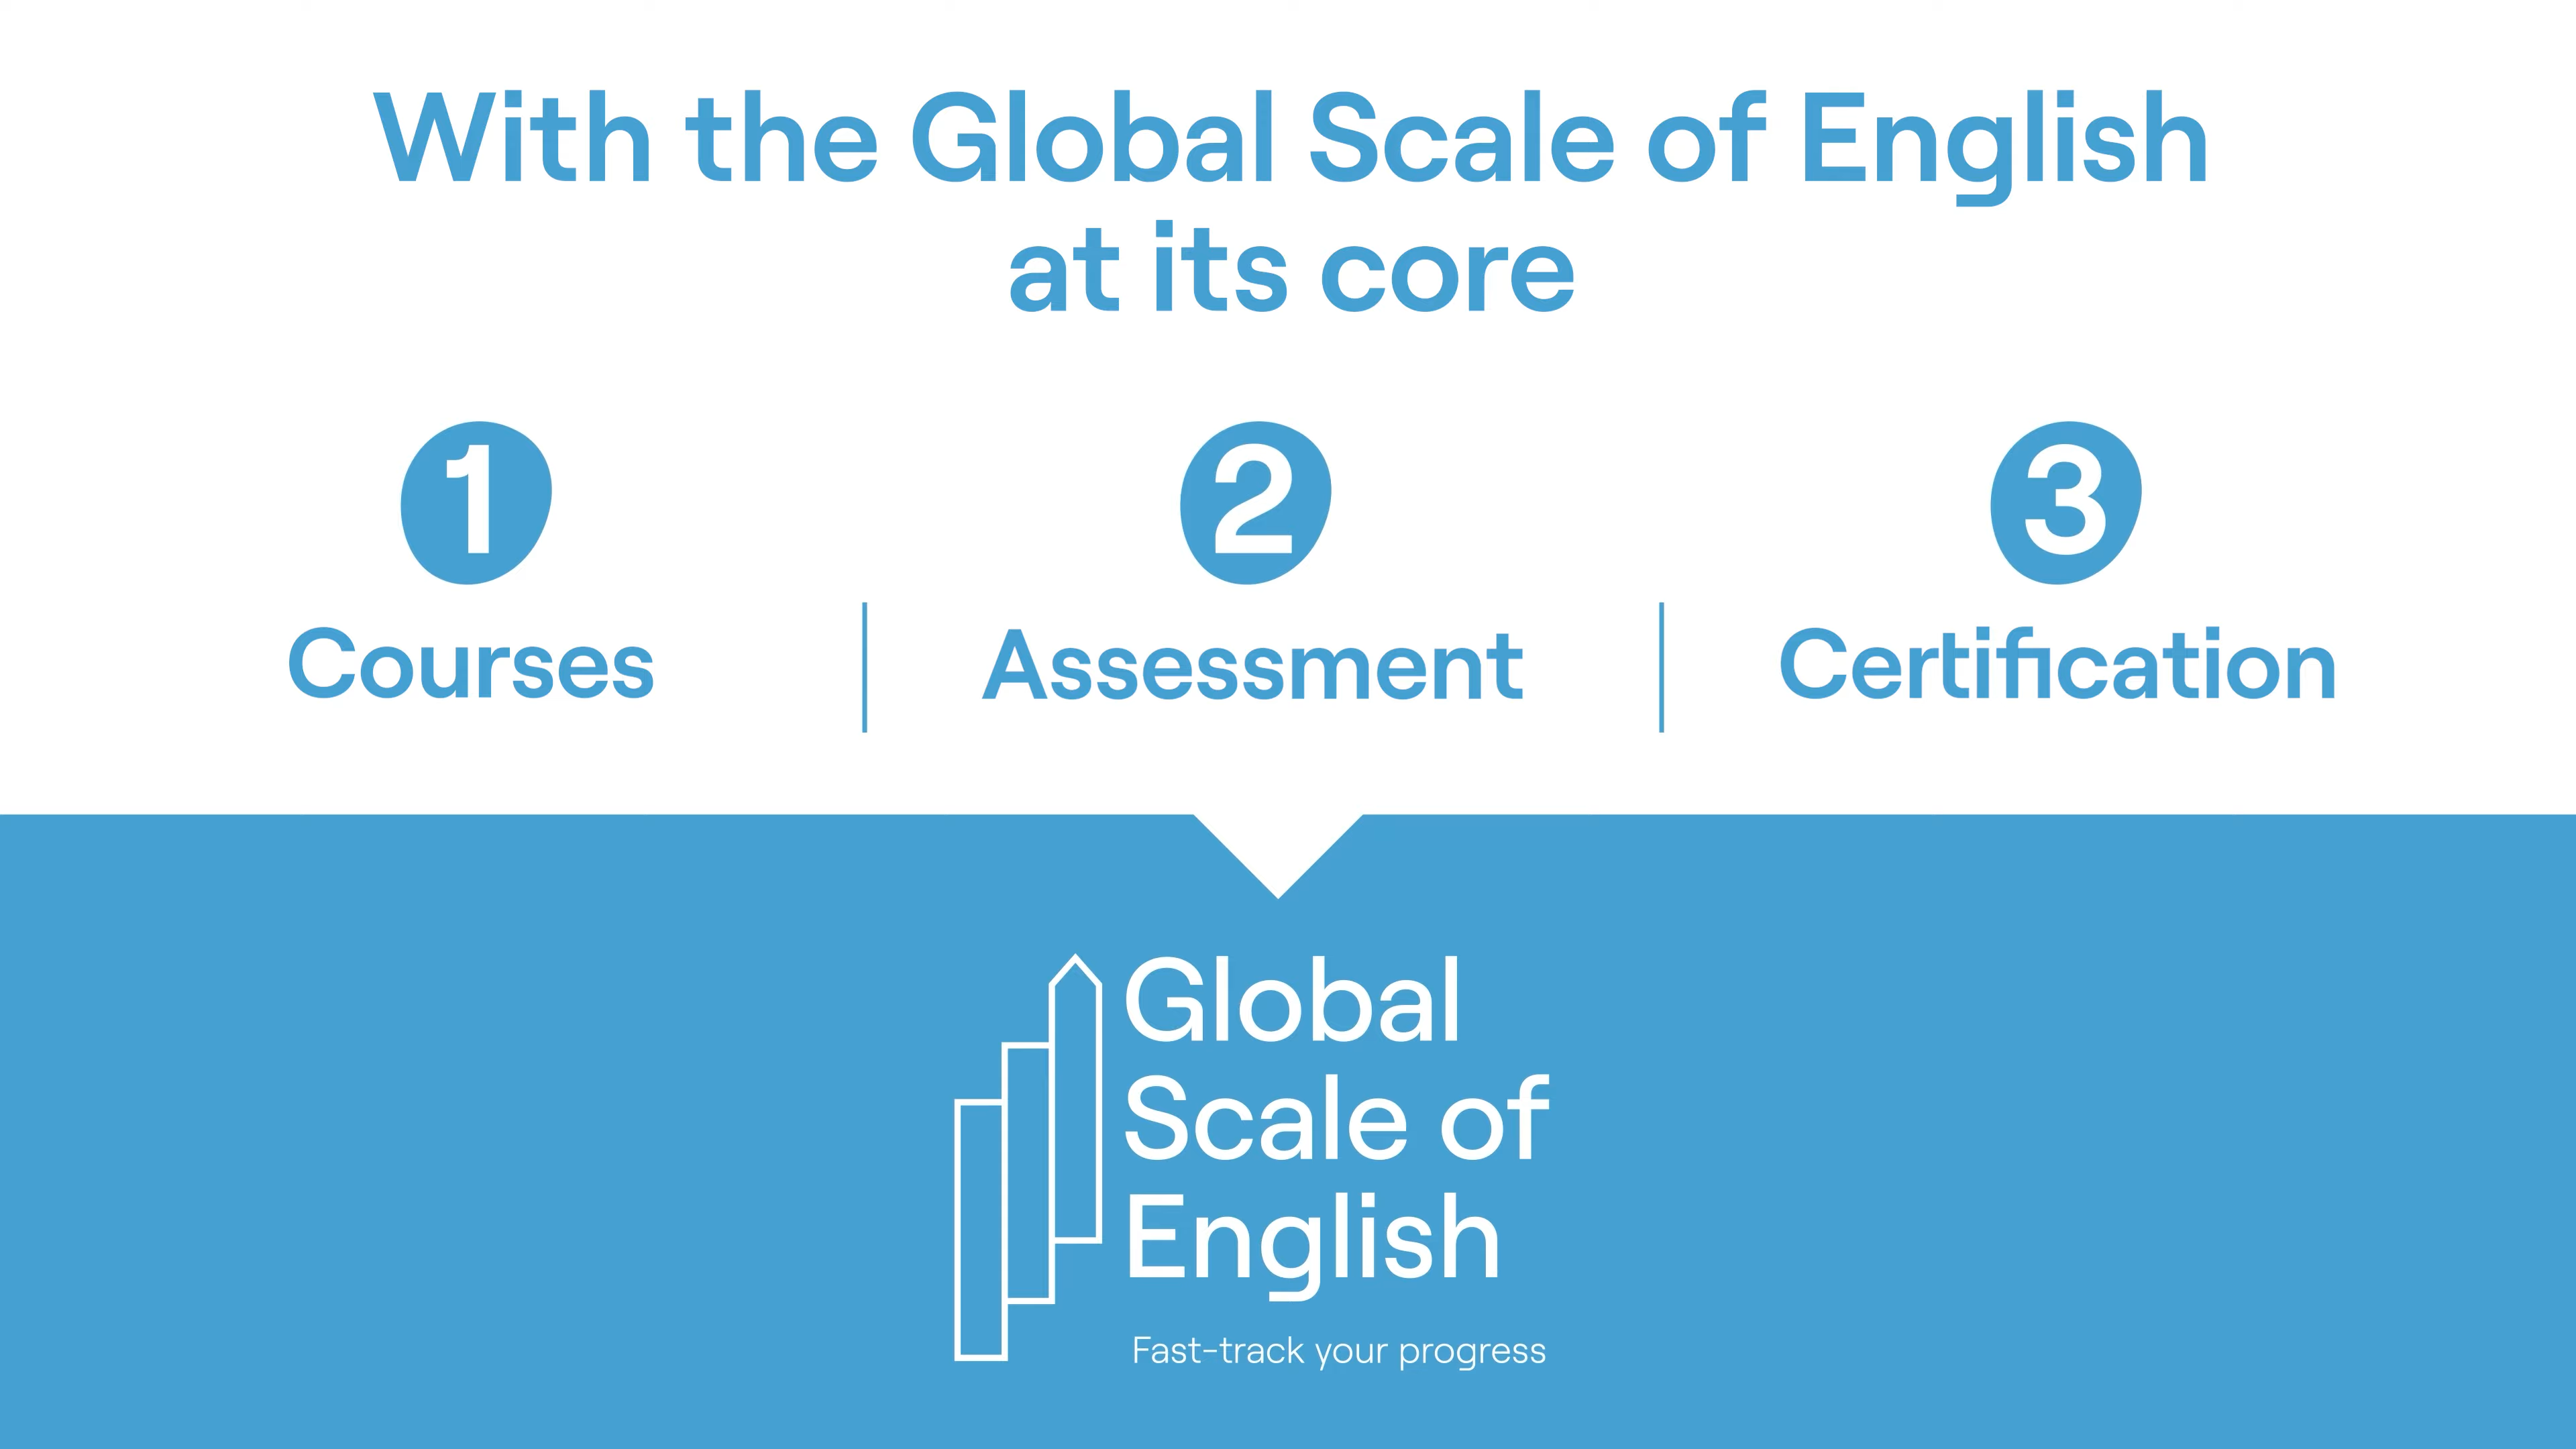 With the Global Scale of English
at its core
1
Courses
2
Assessment
3
Certification
Global
Scale of
English
Fast-track your progress